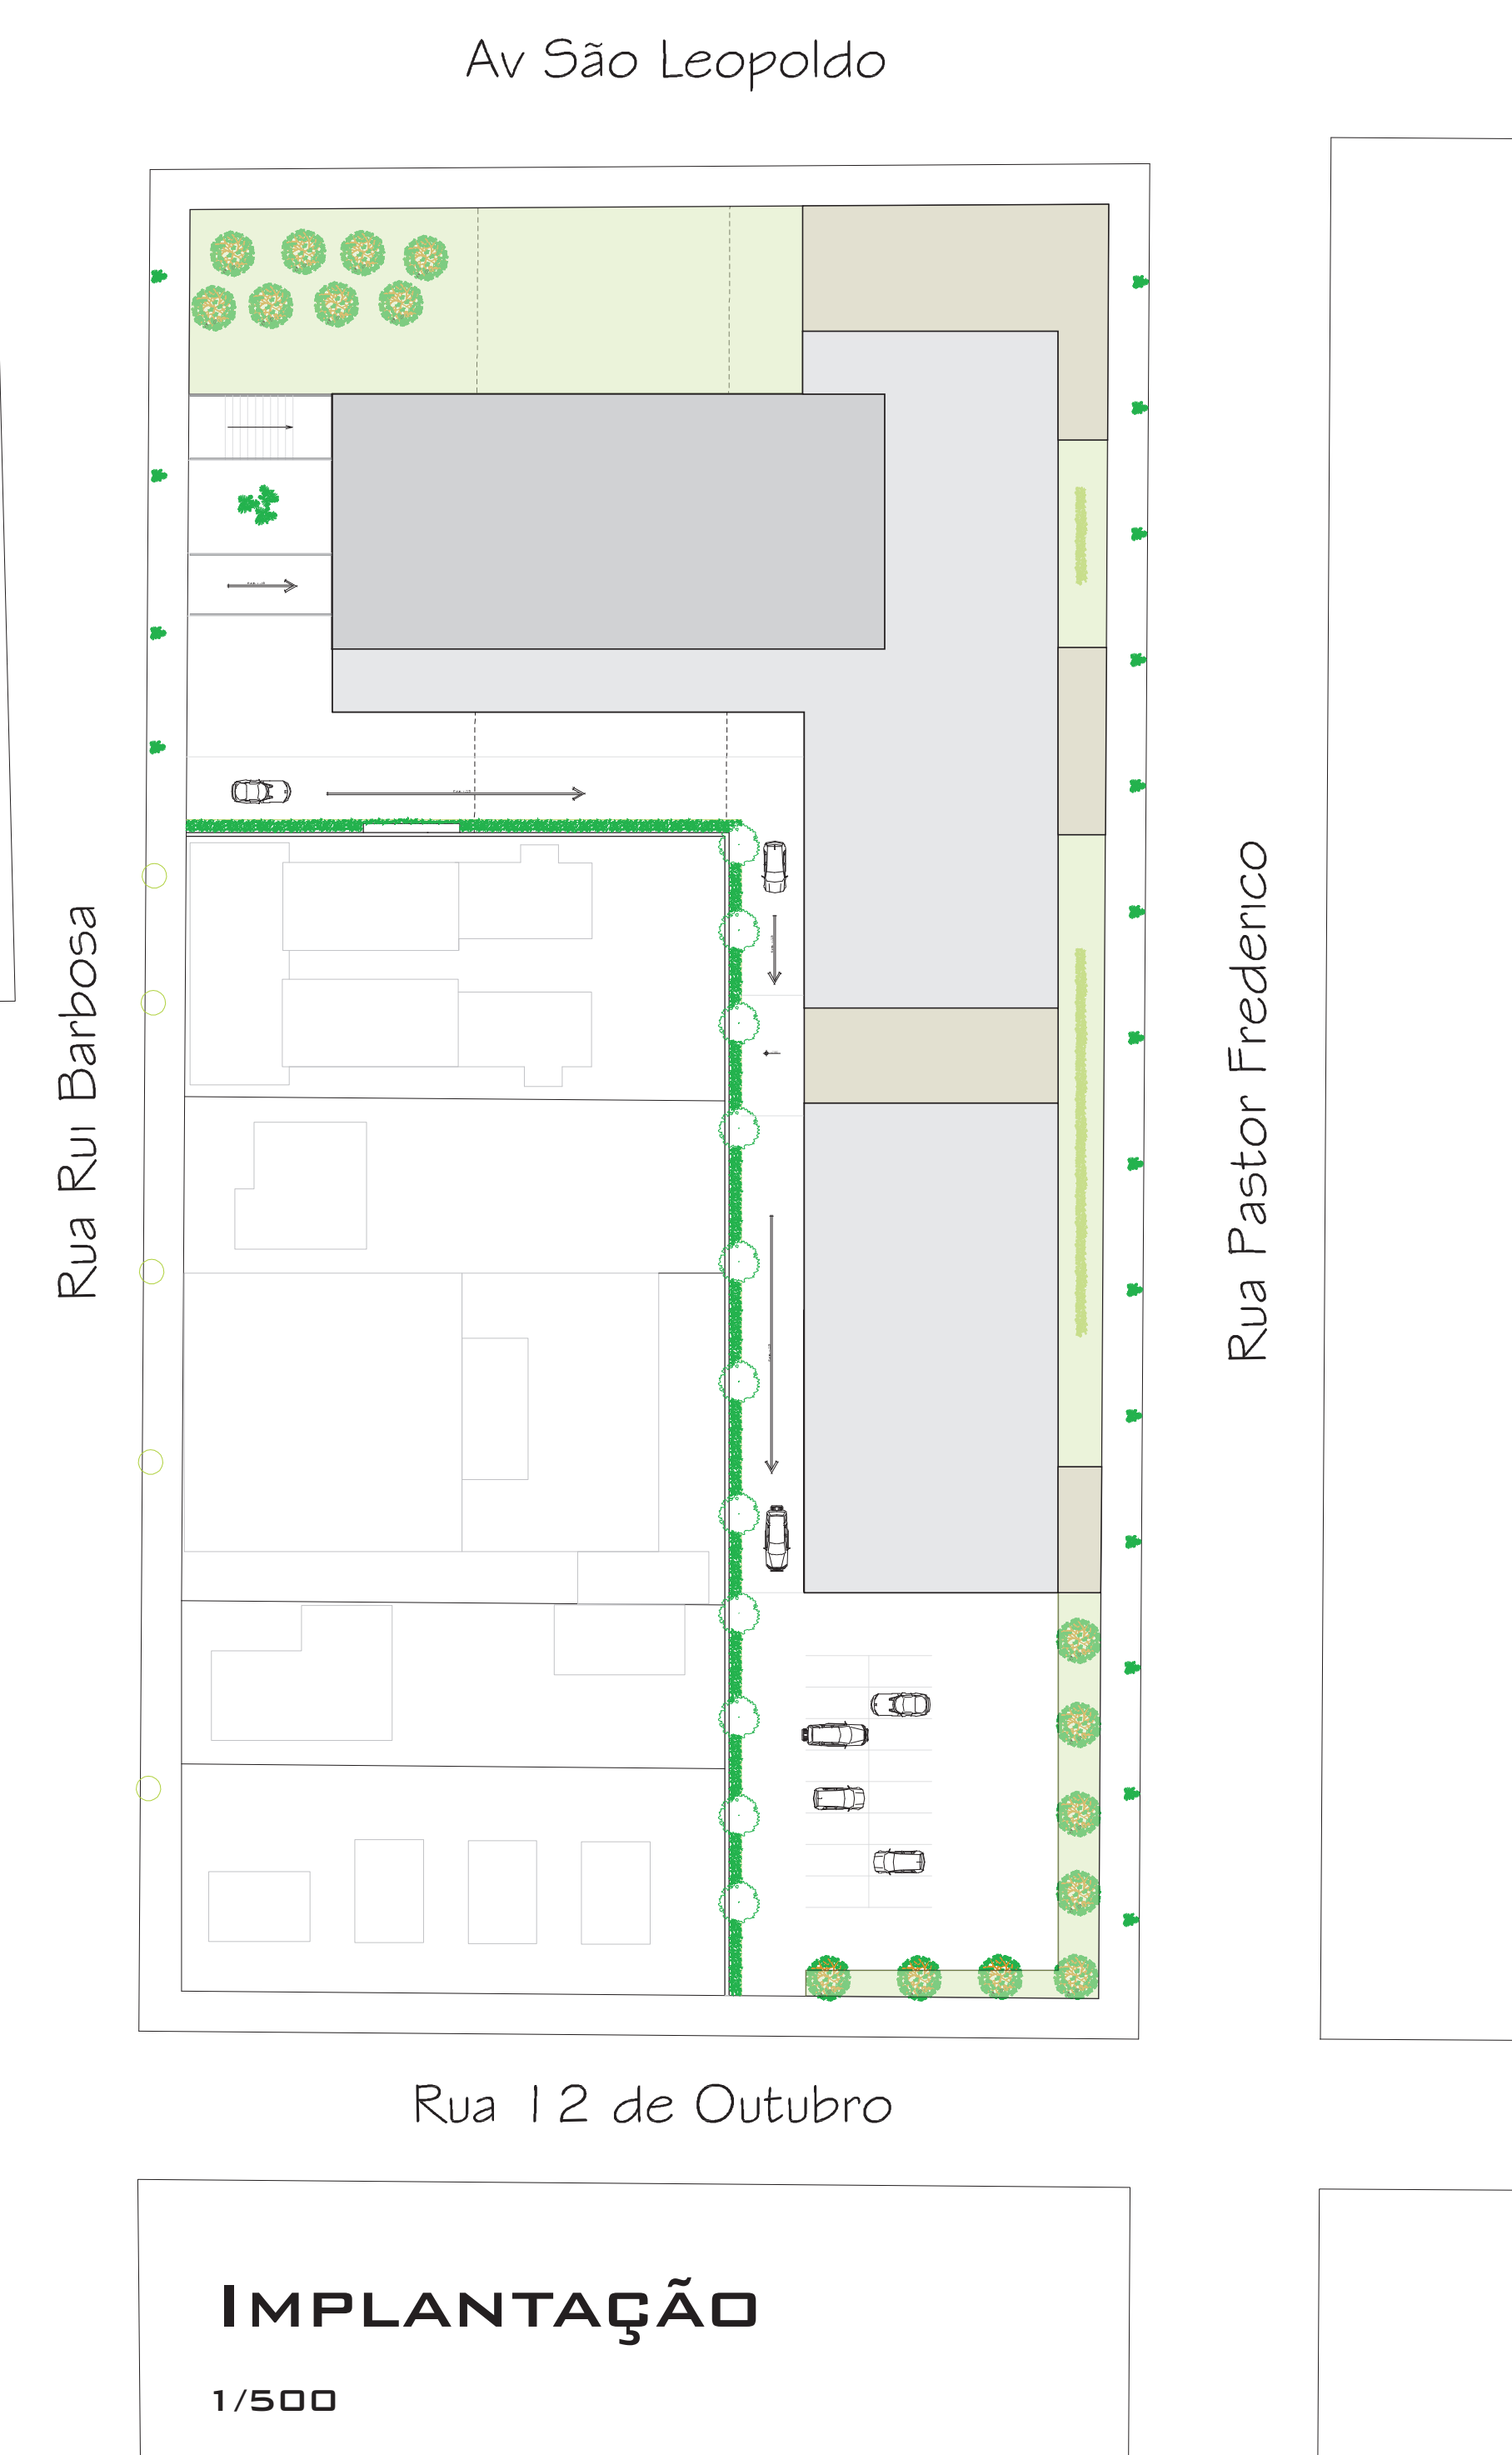 Av São Leopoldo
Rua Rui Barbosa
Rua Pastor Frederico
Rua 12 de Outubro
IMPLANTAÇÃO
1/500